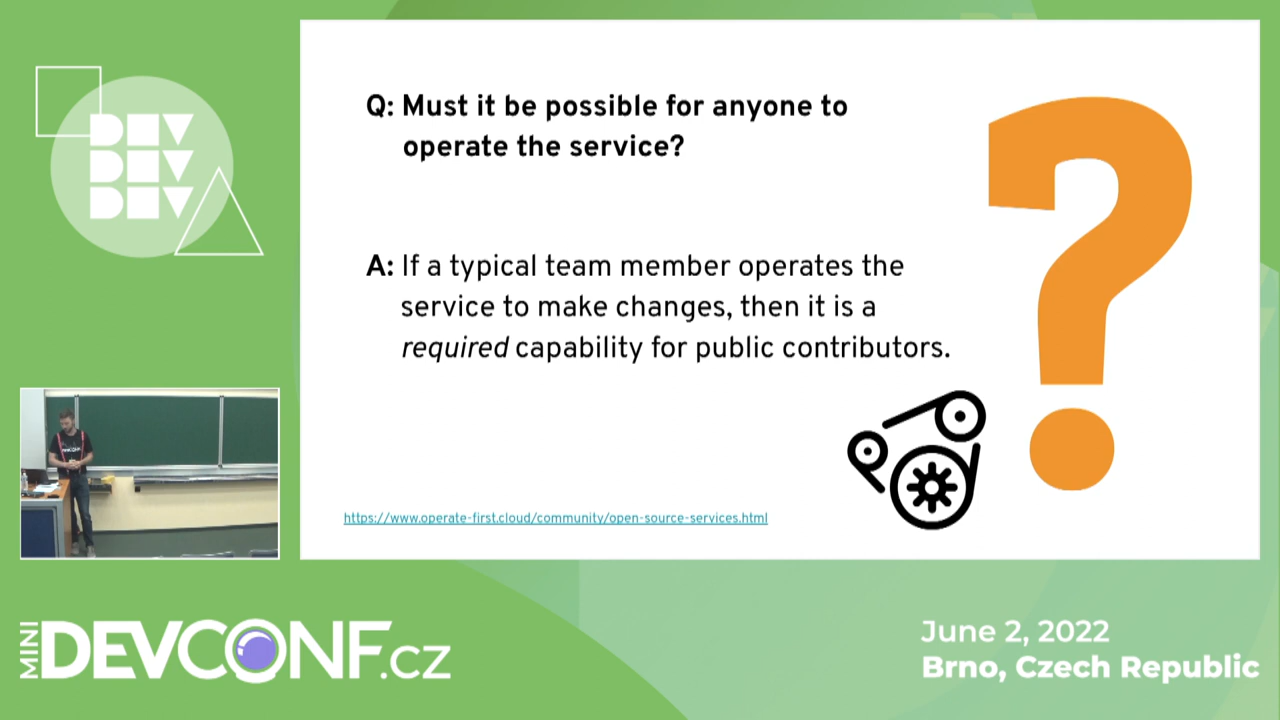 DEV
DEV
DEV
Q: Must it be possible for anyone to
operate the service?
A: If a typical team member operates the
service to make changes, then it is a
required capability for public contributors.
https://www.operate-first.cloud/community/open-source-services.html
MINI
DEVCONF.CZ
June 2, 2022
Brno, Czech Republic